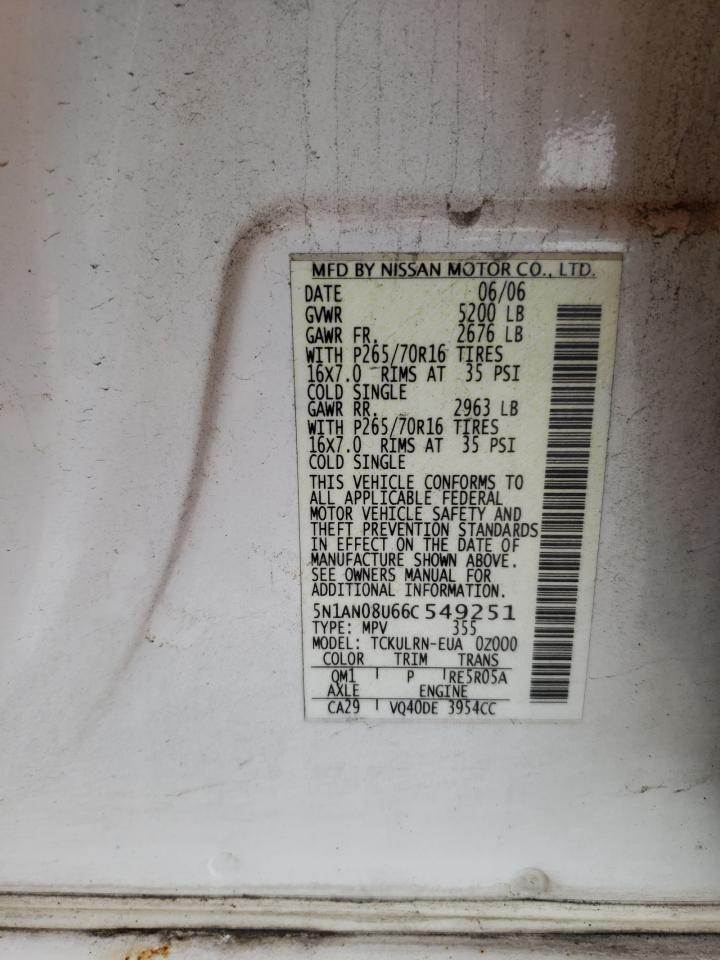 MFD BY NISSAN MOTOR CO., LTD.
DATE 06/06
GVWR 5200 LB
GAWR FR. 2676 LB
WITH P265/70R16 TIRES
16X7.0 RIMS AT 35 PSI
COLD SINGLE
GAWR RR. 2963 LB
WITH P265/70R16 TIRES
16X7.0 RIMS AT 35 PSI
COLD SINGLE
THIS VEHICLE CONFORMS TO
ALL APPLICABLE FEDERAL
MOTOR VEHICLE SAFETY AND
THEFT PREVENTION STANDARDS
IN EFFECT ON THE DATE OF
MANUFACTURE SHOWN ABOVE.
SEE OWNERS MANUAL FOR
ADDITIONAL INFORMATION.
5N1AN08U66C549251
TYPE: MPV 355
MODEL: TCKULRN-EUA 0Z000
COLOR TRIM TRANS
QM1 P RE5R05A
AXLE ENGINE
CA29 VQ40DE 3954CC